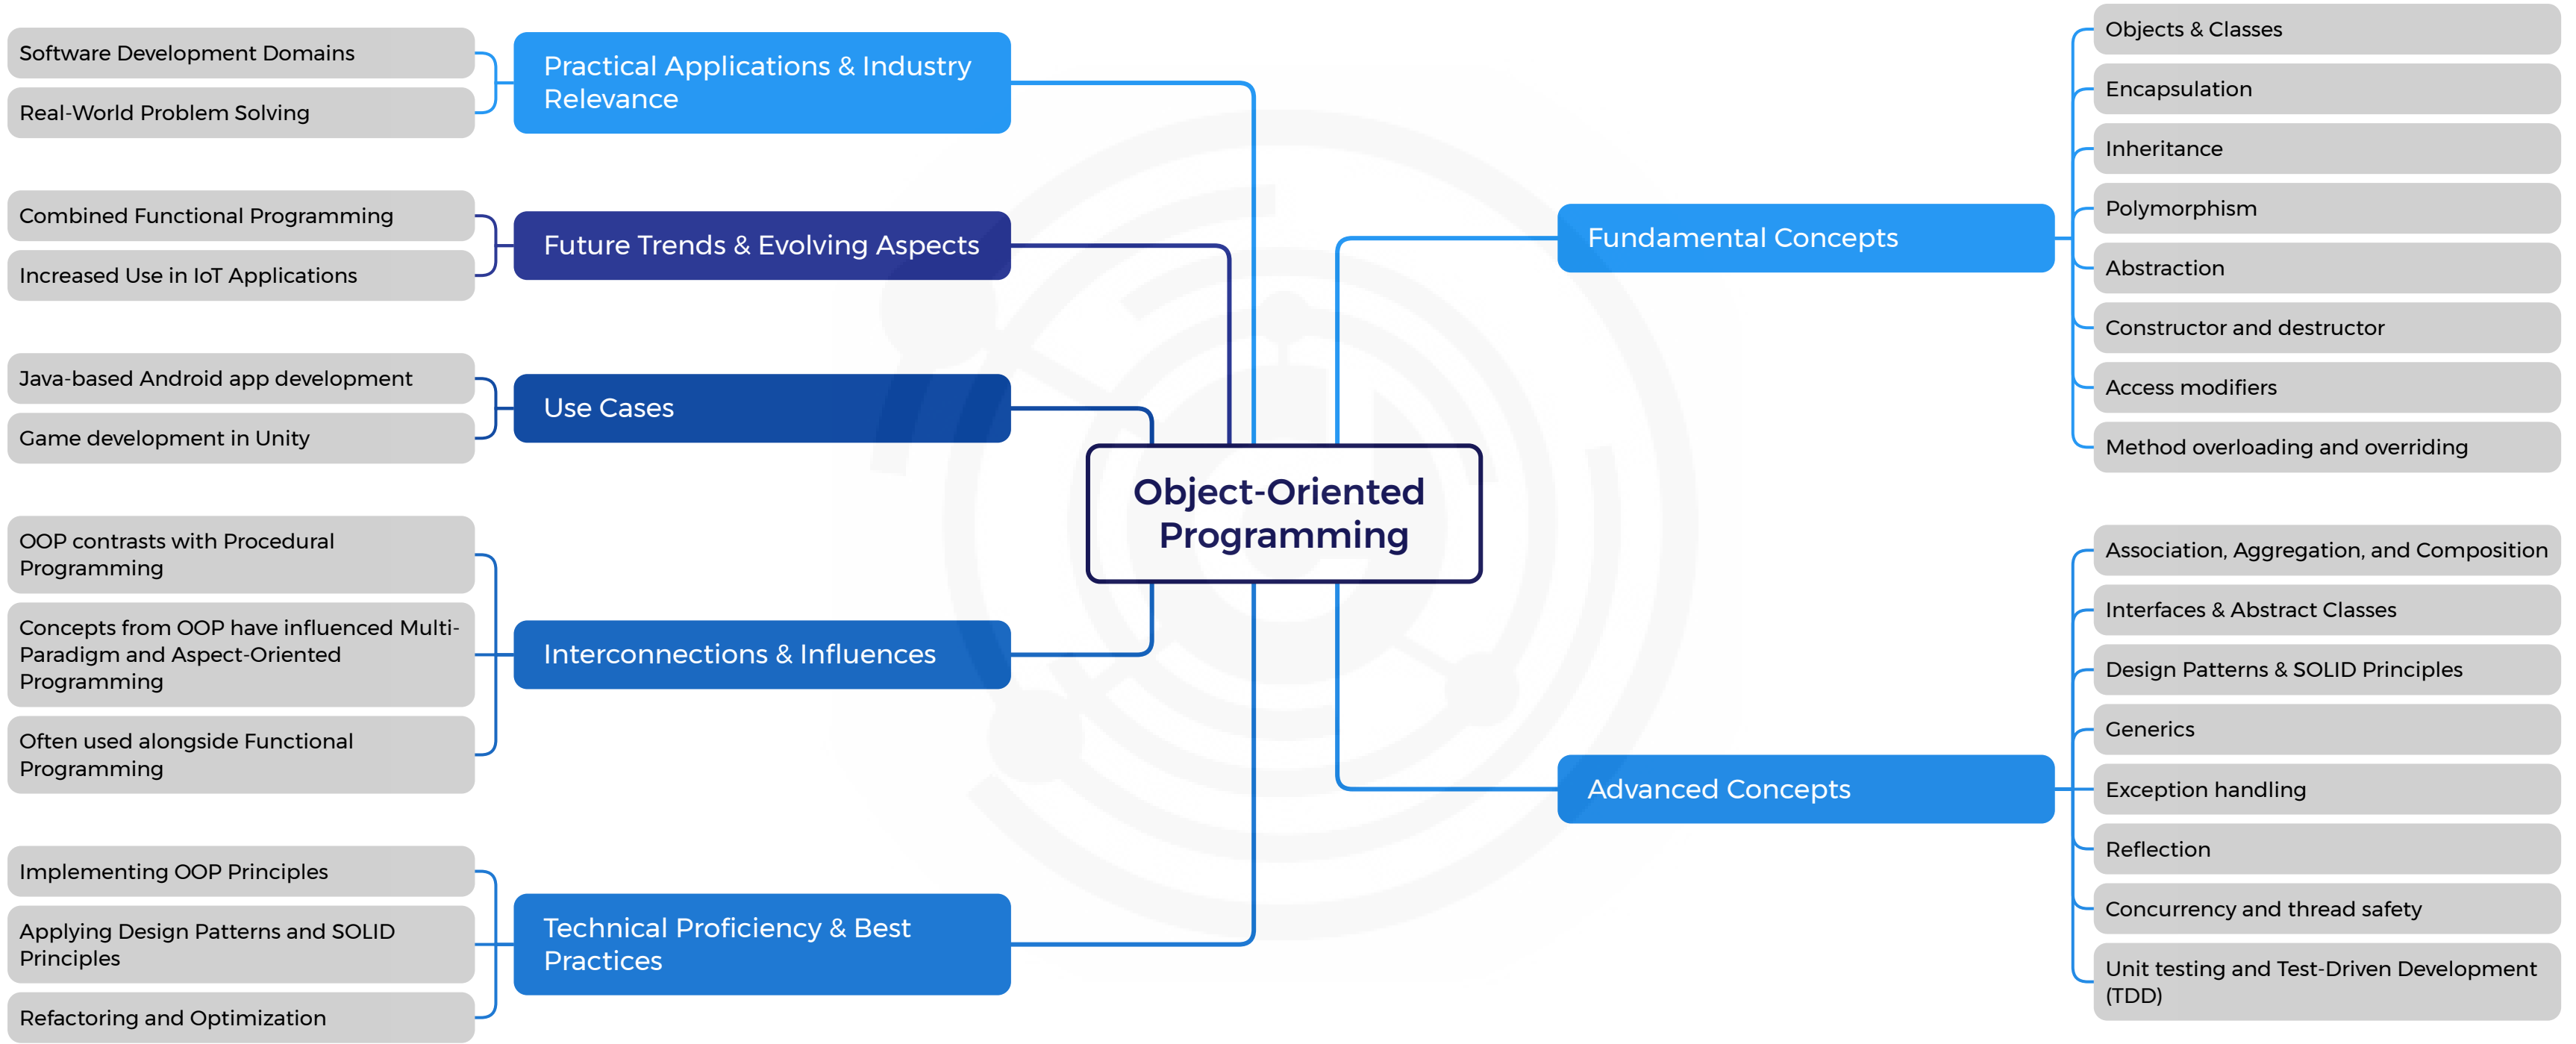 Object-Oriented
Programming
Fundamental Concepts
Objects & Classes
Encapsulation
Inheritance
Polymorphism
Abstraction
Constructor and destructor
Access modifiers
Method overloading and overriding
Advanced Concepts
Association, Aggregation, and Composition
Interfaces & Abstract Classes
Design Patterns & SOLID Principles
Generics
Exception handling
Reflection
Concurrency and thread safety
Unit testing and Test-Driven Development
(TDD)
Practical Applications & Industry
Relevance
Software Development Domains
Real-World Problem Solving
Future Trends & Evolving Aspects
Combined Functional Programming
Increased Use in IoT Applications
Use Cases
Java-based Android app development
Game development in Unity
Interconnections & Influences
OOP contrasts with Procedural
Programming
Concepts from OOP have influenced Multi-
Paradigm and Aspect-Oriented
Programming
Often used alongside Functional
Programming
Technical Proficiency & Best
Practices
Implementing OOP Principles
Applying Design Patterns and SOLID
Principles
Refactoring and Optimization